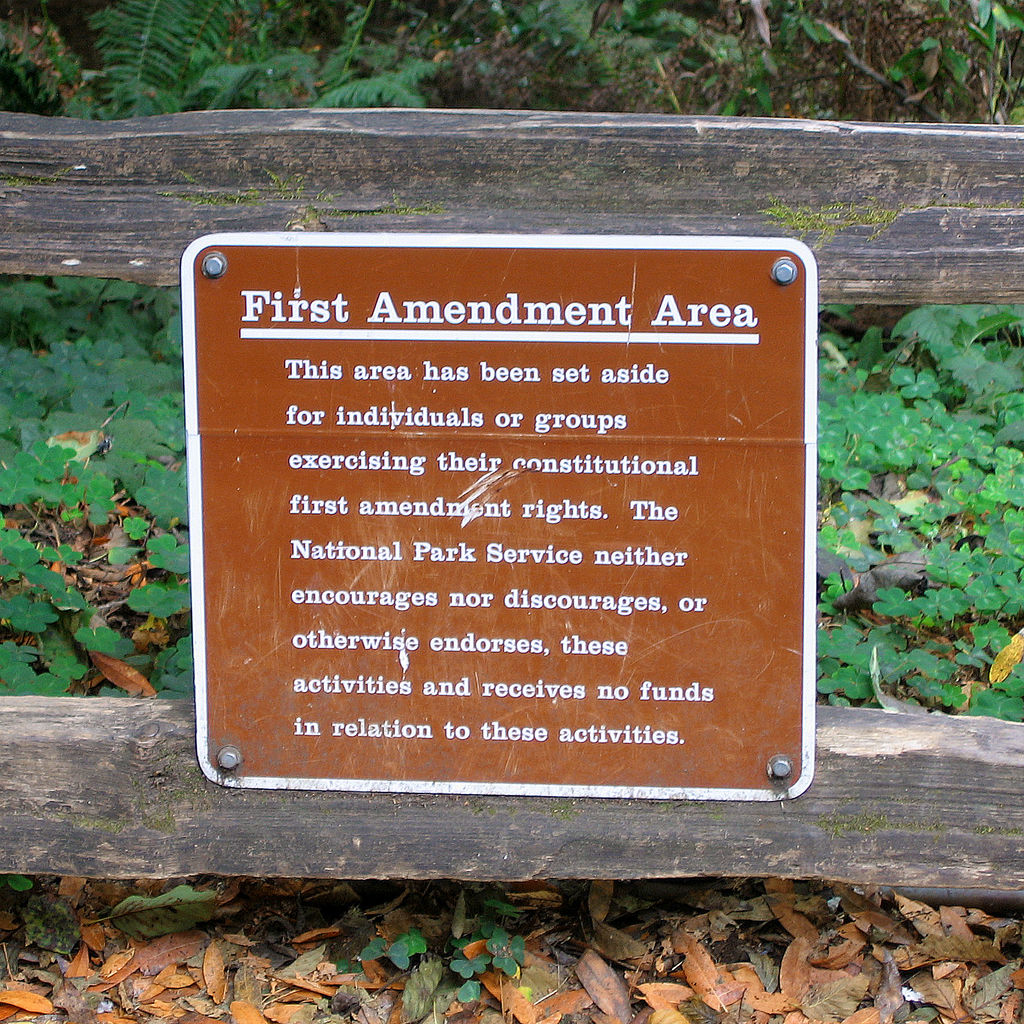 First Amendment Area
This area has been set aside
for individuals or groups
exercising their constitutional
first amendment rights. The
National Park Service neither
encourages nor discourages, or
otherwise endorses, these
activities and receives no funds
in relation to these activities.